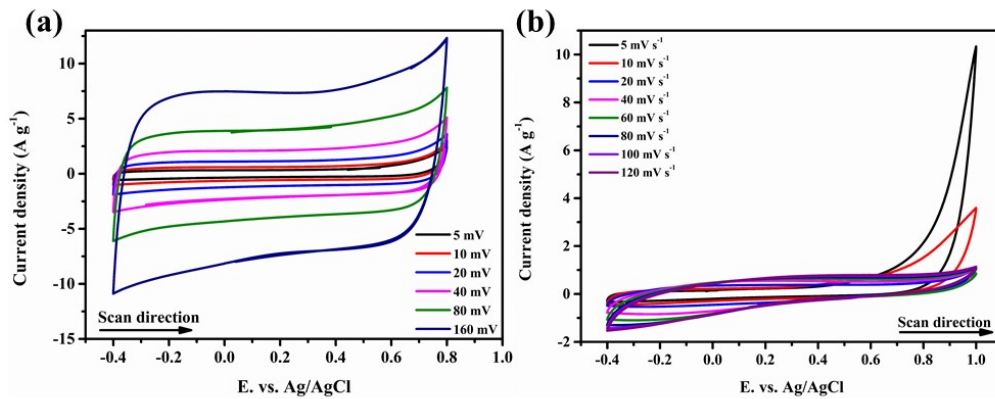 (a)
Current density (A g⁻¹)
10
5
0
-5
-10
-15
5 mV
10 mV
20 mV
40 mV
80 mV
160 mV
Scan direction
-0.4 -0.2 0.0 0.2 0.4 0.6 0.8 1.0
E. vs. Ag/AgCl
(b)
Current density (A g⁻¹)
10
8
6
4
2
0
-2
5 mV s⁻¹
10 mV s⁻¹
20 mV s⁻¹
40 mV s⁻¹
60 mV s⁻¹
80 mV s⁻¹
100 mV s⁻¹
120 mV s⁻¹
Scan direction
-0.4 -0.2 0.0 0.2 0.4 0.6 0.8 1.0
E. vs. Ag/AgCl